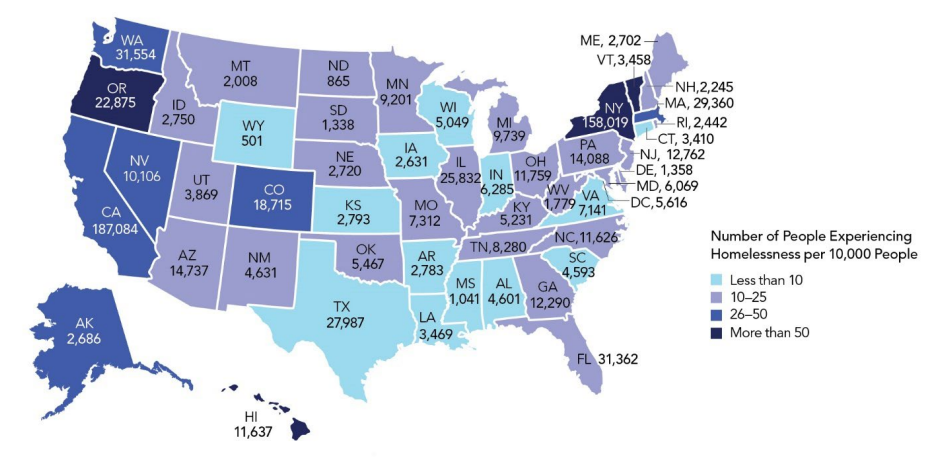 WA
31,554
OR
22,875
CA
187,084
NV
10,106
ID
2,750
MT
2,008
WY
501
UT
3,869
CO
18,715
AZ
14,737
NM
4,631
ND
865
SD
1,338
NE
2,720
KS
2,793
OK
5,467
TX
27,987
MN
9,201
IA
2,631
MO
7,312
AR
2,783
LA
3,469
WI
5,049
IL
25,832
MI
9,739
IN
6,285
OH
11,759
KY
5,231
TN, 8,280
MS
1,041
AL
4,601
GA
12,290
FL 31,362
SC
4,593
NC, 11,626
VA
7,141
WV
1,779
PA
14,088
NY
158,019
ME, 2,702
VT, 3,458
NH, 2,245
MA, 29,360
RI, 2,442
CT, 3,410
NJ, 12,762
DE, 1,358
MD, 6,069
DC, 5,616
AK
2,686
HI
11,637
Number of People Experiencing
Homelessness per 10,000 People
Less than 10
10–25
26–50
More than 50